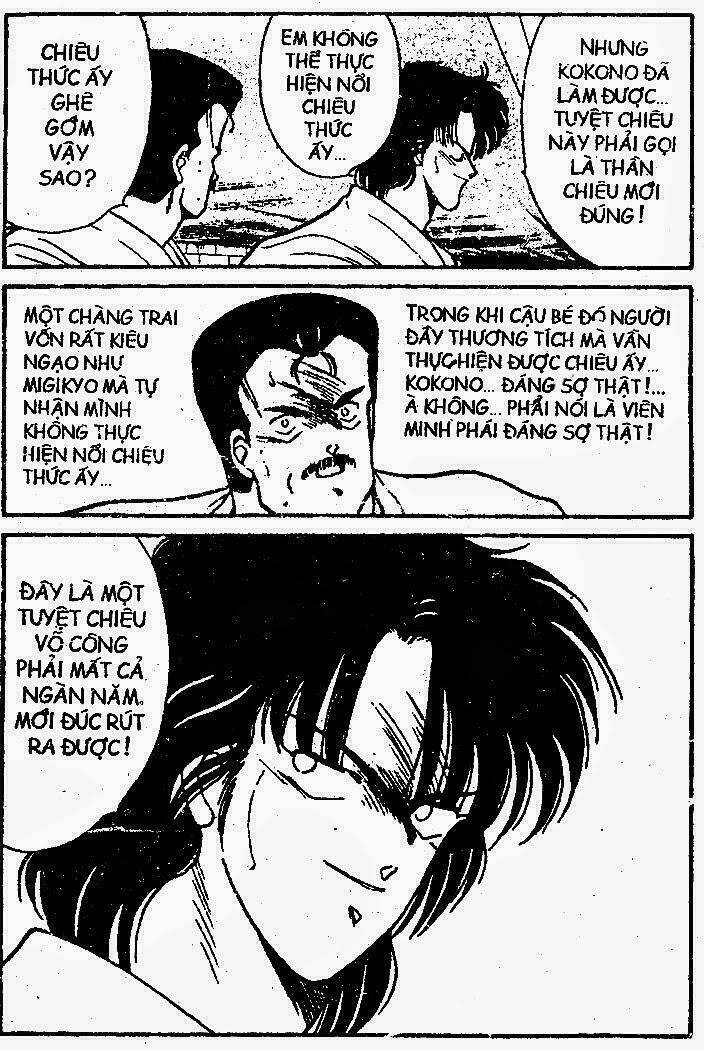 CHIÊU
THỨC ẤY
GHÊ
GỚM
VẬY
SAO?
EM KHÔNG
THỂ THỰC
HIỆN NỔI
CHIÊU
THỨC
ẤY...
NHƯNG
KOKONO ĐÃ
LÀM ĐƯỢC...
TUYỆT CHIÊU
NÀY PHẢI GỌI
LÀ THẦN
CHIÊU MỚI
ĐÚNG!
MỘT CHÀNG TRAI
VỐN RẤT KIÊU
NGẠO NHƯ
MIGIKYO MÀ TỰ
NHẬN MÌNH
KHÔNG THỰC
HIỆN NỔI CHIÊU
THỨC ẤY...
TRONG KHI CẬU BÉ ĐÓ NGƯỜI
ĐẦY THƯƠNG TÍCH MÀ VẪN
THỰC HIỆN ĐƯỢC CHIÊU ẤY...
KOKONO... ĐÁNG SỢ THẬT!...
À KHÔNG... PHẢI NÓI LÀ VIÊN
MINH PHÁI ĐÁNG SỢ THẬT!
ĐÂY LÀ MỘT
TUYỆT CHIÊU
VÕ CÔNG
PHẢI MẤT CẢ
NGÀN NĂM
MỚI ĐÚC RÚT
RA ĐƯỢC!